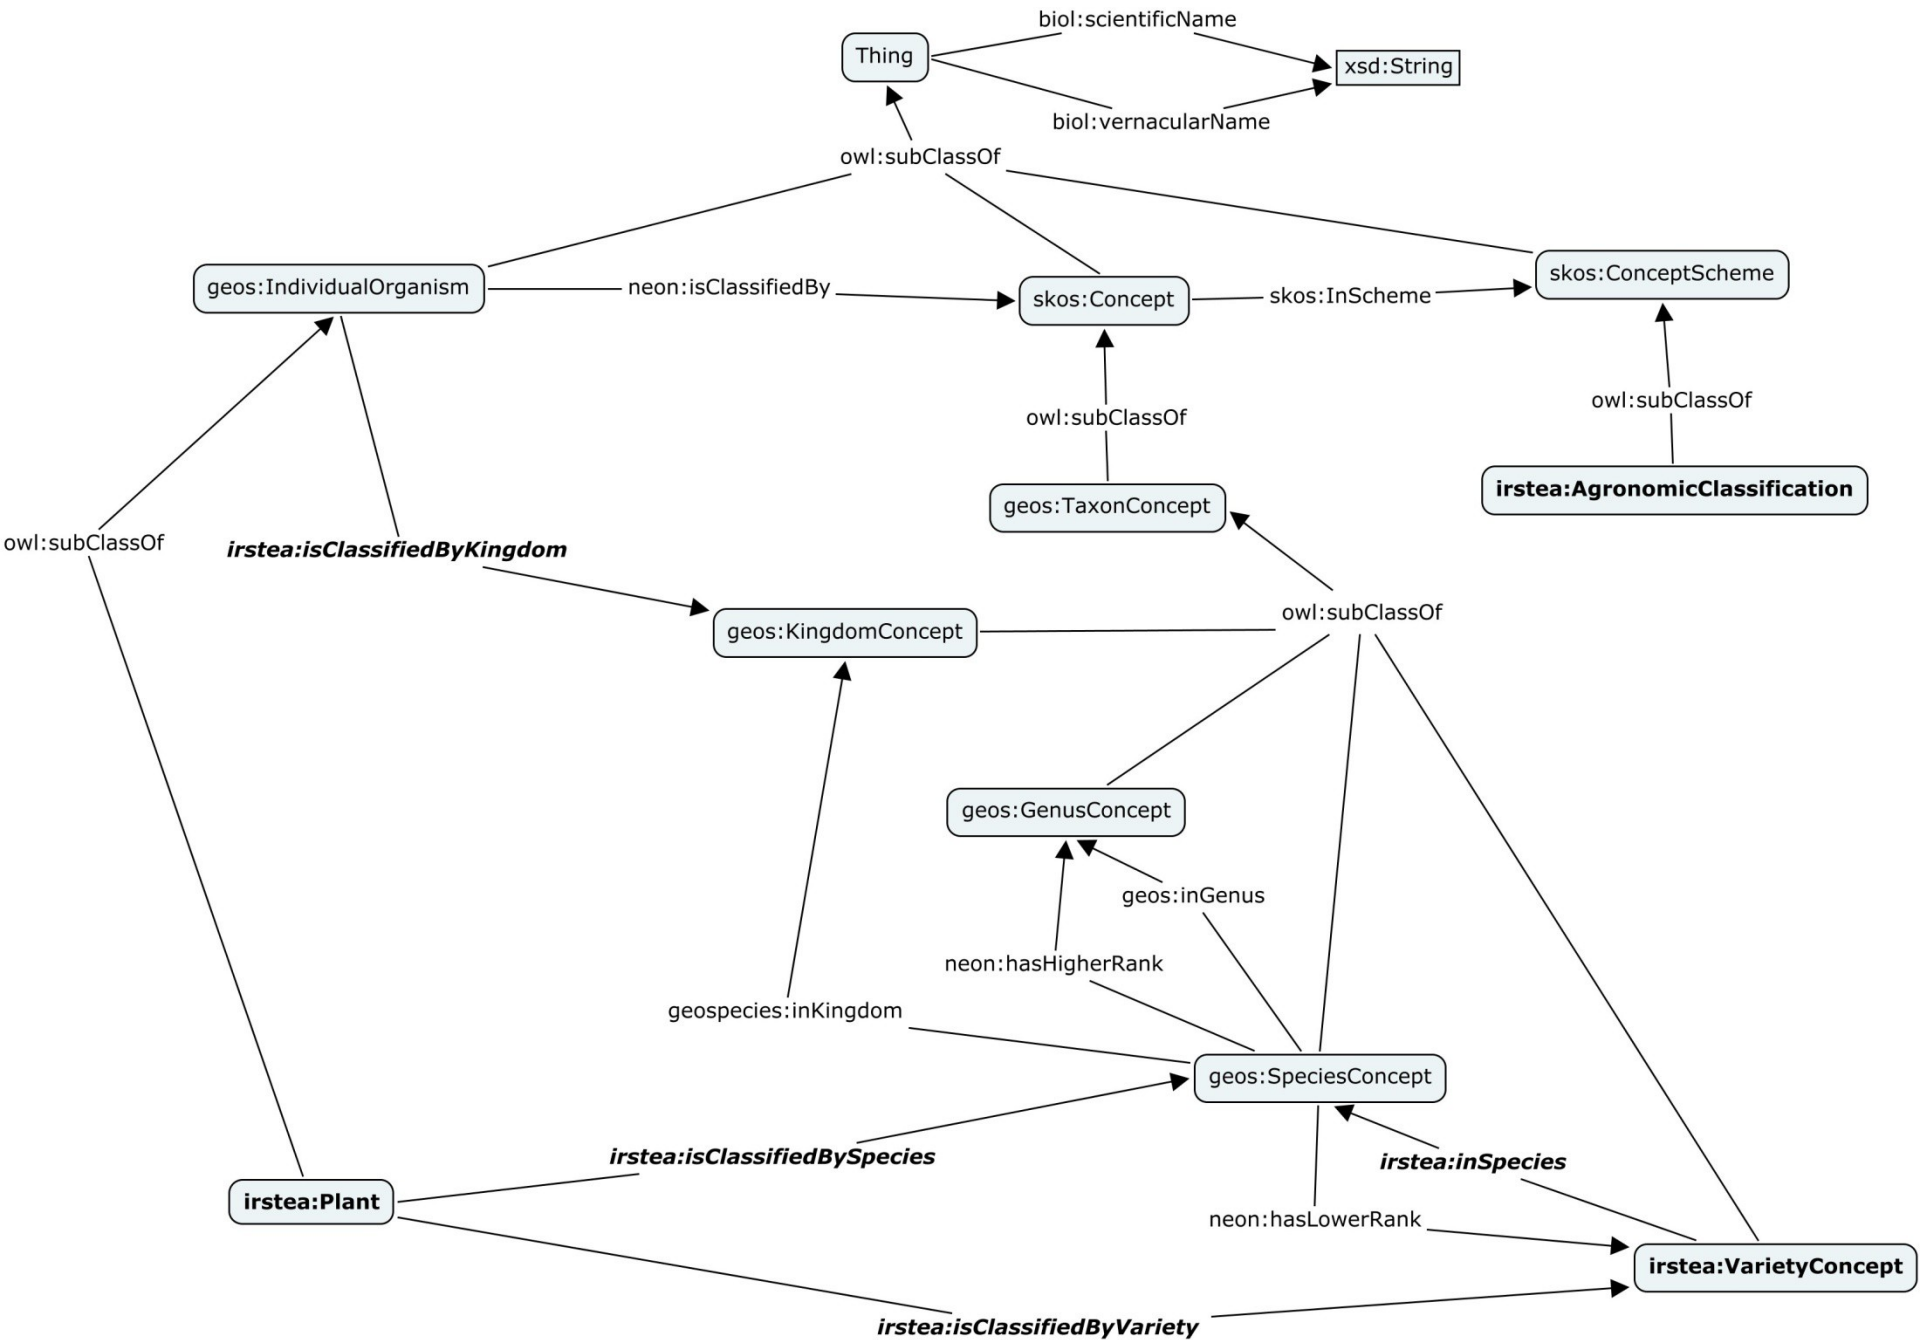 biol:scientificName
Thing
xsd:String
biol:vernacularName
owl:subClassOf
geos:IndividualOrganism
neon:isClassifiedBy
skos:Concept
skos:InScheme
skos:ConceptScheme
owl:subClassOf
owl:subClassOf
irstea:AgronomicClassification
geos:TaxonConcept
owl:subClassOf
irstea:isClassifiedByKingdom
geos:KingdomConcept
owl:subClassOf
geos:GenusConcept
geos:inGenus
neon:hasHigherRank
geospecies:inKingdom
geos:SpeciesConcept
irstea:isClassifiedBySpecies
irstea:inSpecies
irstea:Plant
neon:hasLowerRank
irstea:VarietyConcept
irstea:isClassifiedByVariety